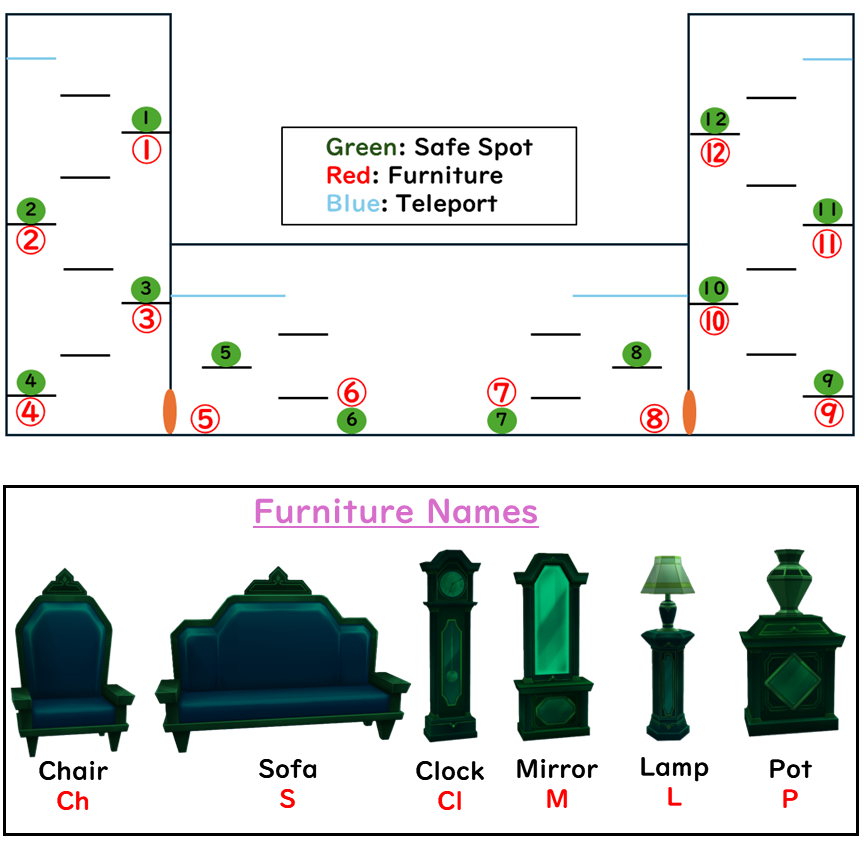 1
12
①
⑫
Green: Safe Spot
Red: Furniture
Blue: Teleport
2
11
②
⑪
3
10
③
⑩
5
8
4
9
⑥
⑦
④
⑨
⑤
⑧
6
7
Furniture Names
Chair
Sofa
Clock
Mirror
Lamp
Pot
Ch
S
Cl
M
L
P